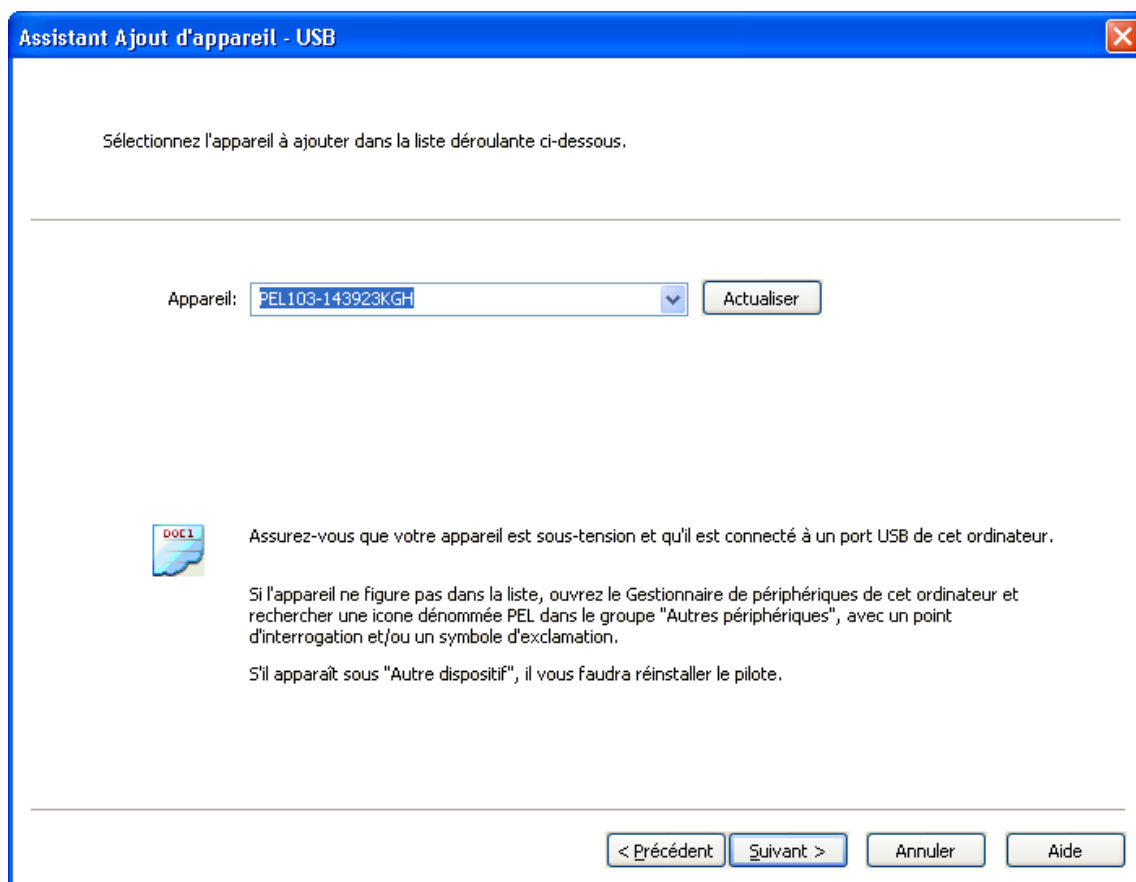 Assistant Ajout d'appareil - USB
Sélectionnez l'appareil à ajouter dans la liste déroulante ci-dessous.
Appareil: PEL103-143923KGH Actualiser
DOC1
Assurez-vous que votre appareil est sous-tension et qu'il est connecté à un port USB de cet ordinateur.
Si l'appareil ne figure pas dans la liste, ouvrez le Gestionnaire de périphériques de cet ordinateur et
rechercher une icone dénommée PEL dans le groupe "Autres périphériques", avec un point
d'interrogation et/ou un symbole d'exclamation.
S'il apparaît sous "Autre dispositif", il vous faudra réinstaller le pilote.
< Précédent Suivant > Annuler Aide